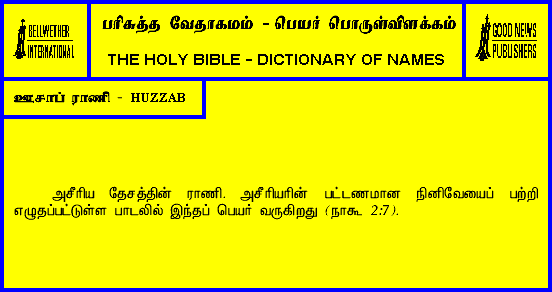 BELLWETHER
INTERNATIONAL
பரிசுத்த வேதாகமம் - பெயர் பொருள்விளக்கம்
THE HOLY BIBLE - DICTIONARY OF NAMES
GOOD NEWS
PUBLISHERS
ஊசாப் ராணி - HUZZAB
அசீரிய தேசத்தின் ராணி. அசீரியரின் பட்டணமான நினிவேயைப் பற்றி
எழுதப்பட்டுள்ள பாடலில் இந்தப் பெயர் வருகிறது (நாகூ 2:7).